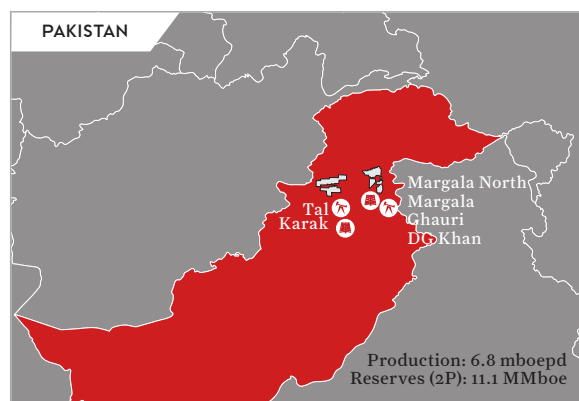 PAKISTAN
Margala North
Tal
Margala
Karak
Ghauri
DG Khan
Production: 6.8 mboepd
Reserves (2P): 11.1 MMboe